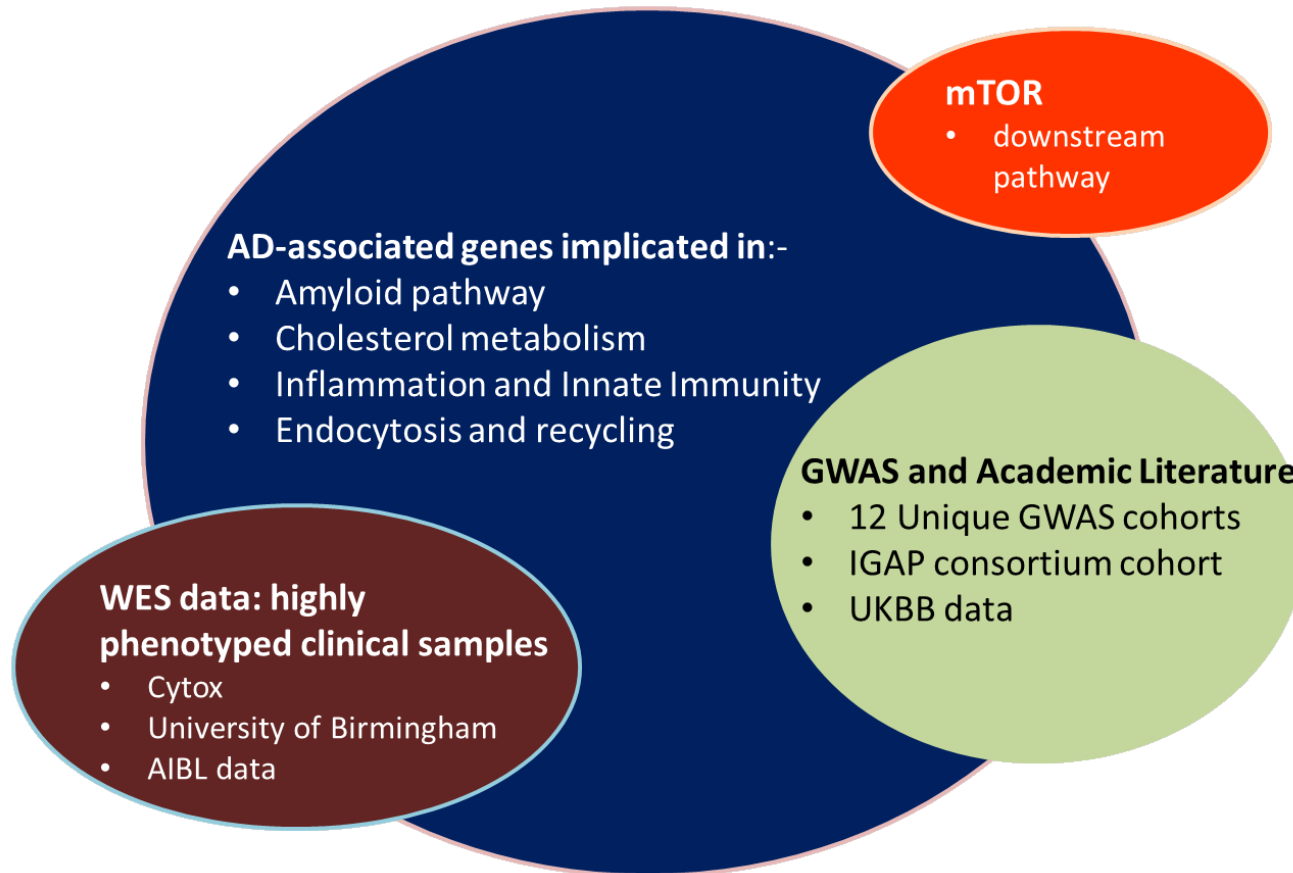 mTOR
• downstream
pathway
AD-associated genes implicated in:-
• Amyloid pathway
• Cholesterol metabolism
• Inflammation and Innate Immunity
• Endocytosis and recycling
GWAS and Academic Literature
• 12 Unique GWAS cohorts
• IGAP consortium cohort
• UKBB data
WES data: highly
phenotyped clinical samples
• Cytox
• University of Birmingham
• AIBL data